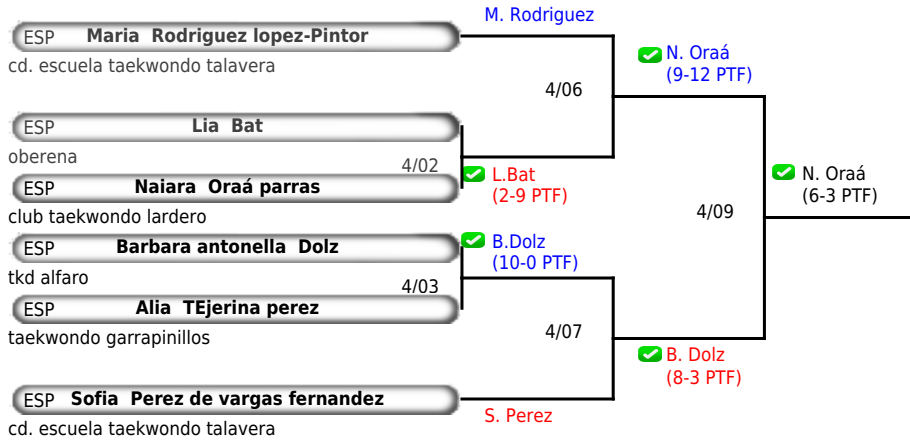 M. Rodriguez
ESP Maria Rodriguez lopez-Pintor
cd. escuela taekwondo talavera
N. Oraá
(9-12 PTF)
4/06
ESP Lia Bat
oberena
4/02
L.Bat
(2-9 PTF)
ESP Naiara Oraá parras
club taekwondo lardero
N. Oraá
(6-3 PTF)
4/09
ESP Barbara antonella Dolz
tkd alfaro
B.Dolz
(10-0 PTF)
4/03
ESP Alia TEjerina perez
taekwondo garrapinillos
4/07
B. Dolz
(8-3 PTF)
ESP Sofia Perez de vargas fernandez
cd. escuela taekwondo talavera
S. Perez